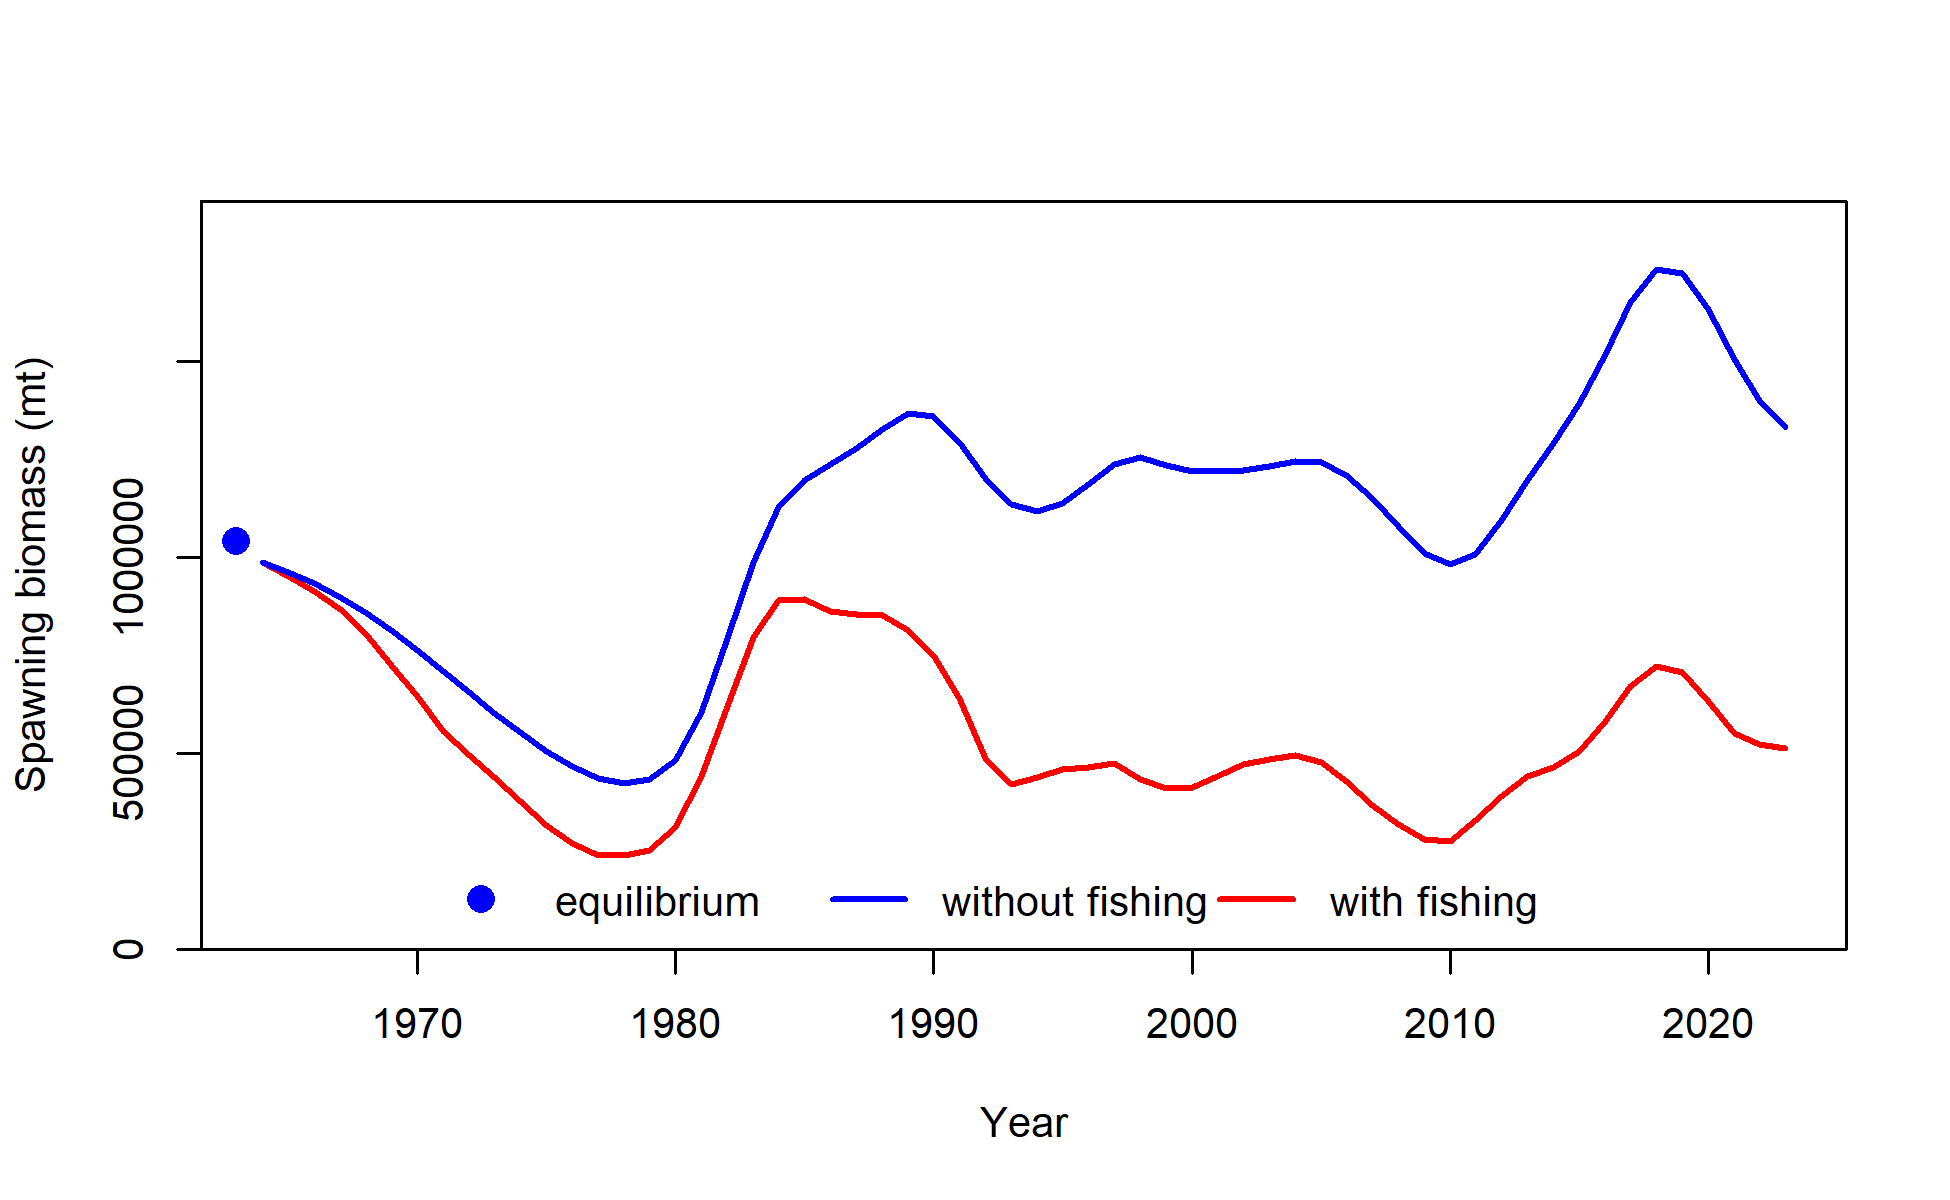 Spawning biomass (mt)
1000000
500000
0
equilibrium without fishing with fishing
1970 1980 1990 2000 2010 2020
Year